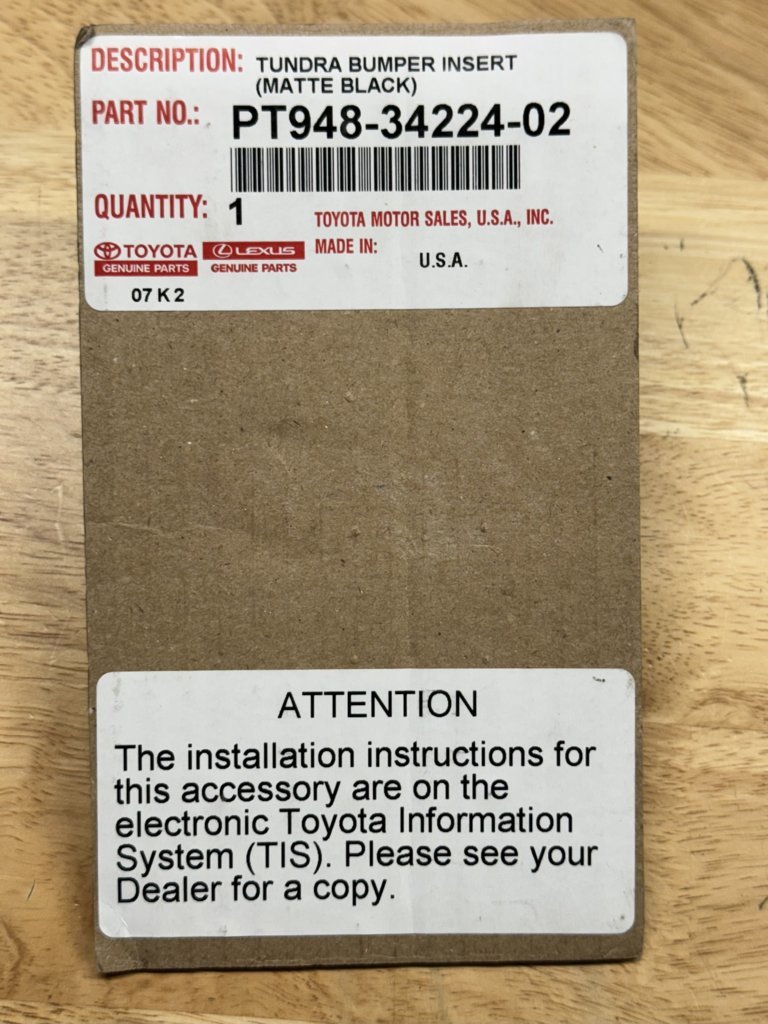 DESCRIPTION: TUNDRA BUMPER INSERT
(MATTE BLACK)
PART NO.: PT948-34224-02
QUANTITY: 1
TOYOTA MOTOR SALES, U.S.A., INC.
TOYOTA
GENUINE PARTS
LEXUS
GENUINE PARTS
MADE IN: U.S.A.
07 K 2
ATTENTION
The installation instructions for
this accessory are on the
electronic Toyota Information
System (TIS). Please see your
Dealer for a copy.